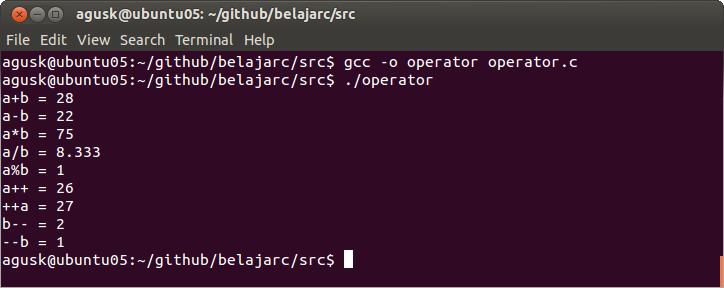 agusk@ubuntu05: ~/github/belajarc/src
File Edit View Search Terminal Help
agusk@ubuntu05:~/github/belajarc/src$ gcc -o operator operator.c
agusk@ubuntu05:~/github/belajarc/src$ ./operator
a+b = 28
a-b = 22
a*b = 75
a/b = 8.333
a%b = 1
a++ = 26
++a = 27
b-- = 2
--b = 1
agusk@ubuntu05:~/github/belajarc/src$